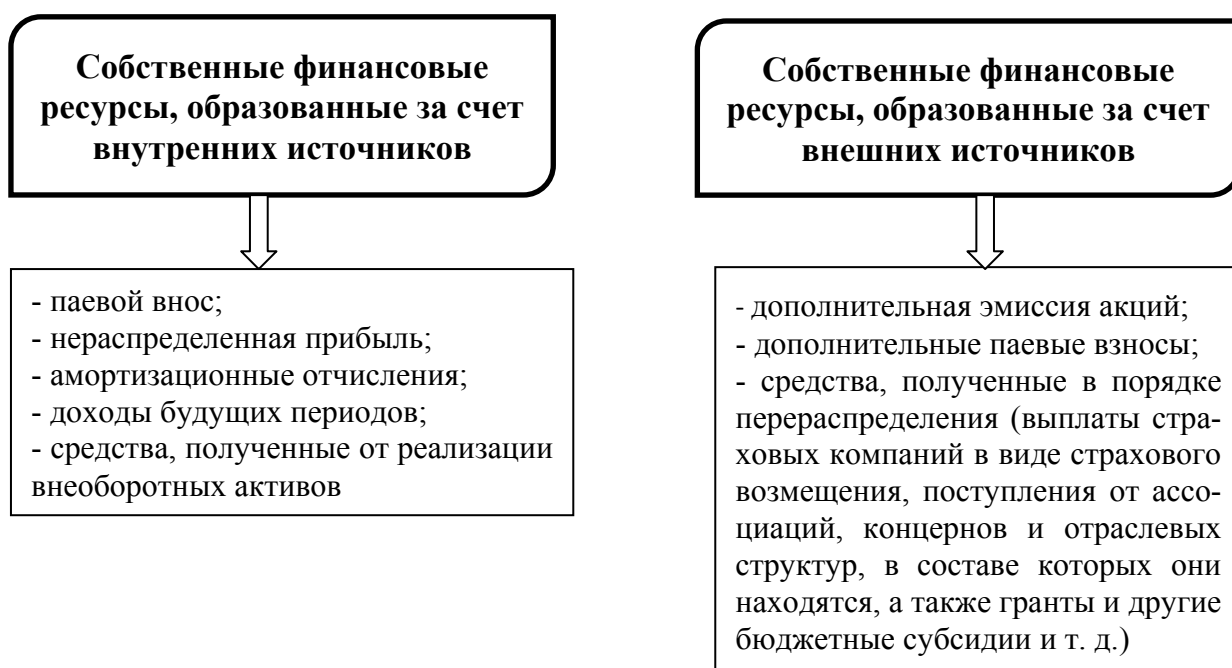 Собственные финансовые
ресурсы, образованные за счет
внутренних источников
- паевой внос;
- нераспределенная прибыль;
- амортизационные отчисления;
- доходы будущих периодов;
- средства, полученные от реализации
внеоборотных активов
Собственные финансовые
ресурсы, образованные за счет
внешних источников
- дополнительная эмиссия акций;
- дополнительные паевые взносы;
- средства, полученные в порядке
перераспределения (выплаты стра-
ховых компаний в виде страхового
возмещения, поступления от ассо-
циаций, концернов и отраслевых
структур, в составе которых они
находятся, а также гранты и другие
бюджетные субсидии и т. д.)